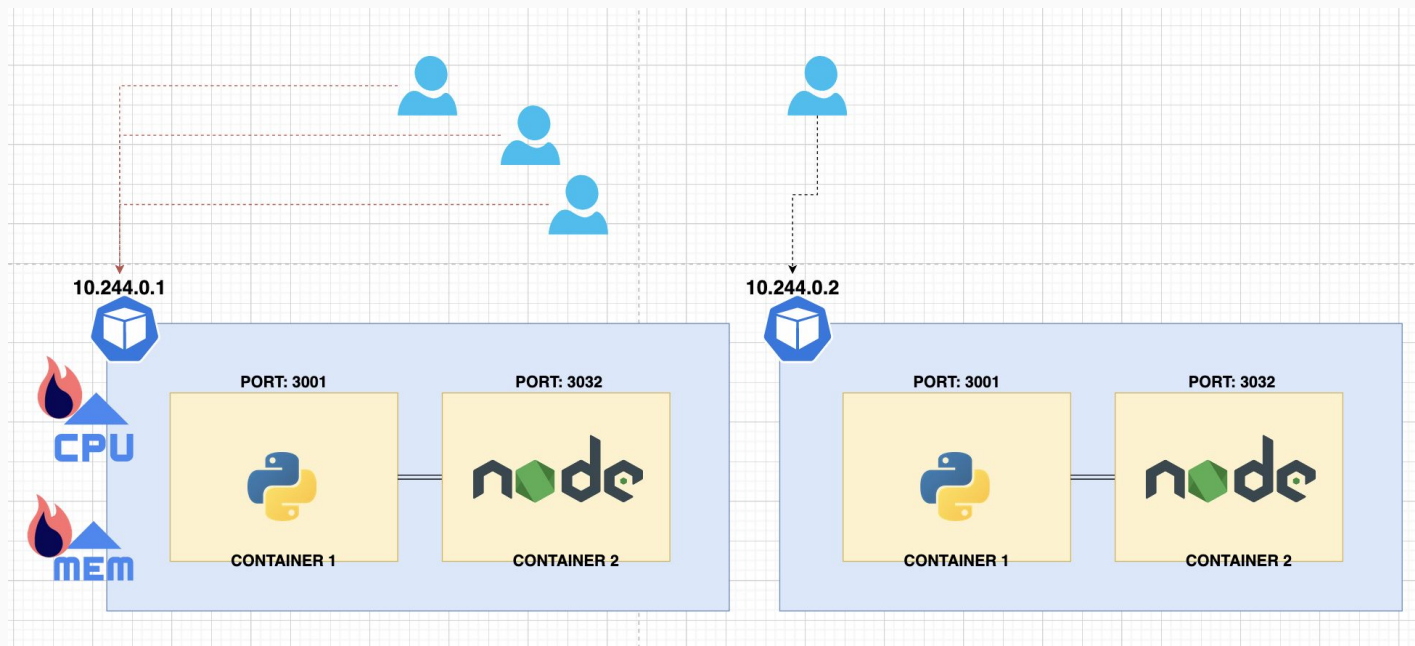 10.244.0.1
10.244.0.2
PORT: 3001
PORT: 3032
PORT: 3001
PORT: 3032
CPU
node
node
MEM
CONTAINER 1
CONTAINER 2
CONTAINER 1
CONTAINER 2